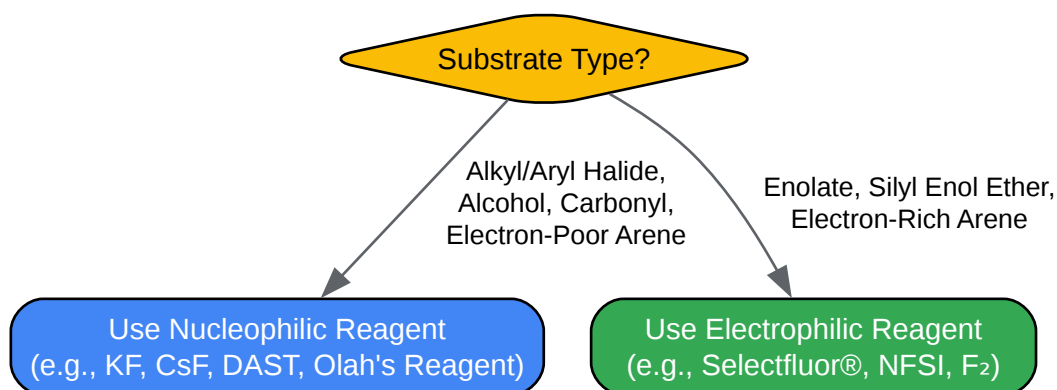 Substrate Type?
Alkyl/Aryl Halide,
Alcohol, Carbonyl,
Electron-Poor Arene
Enolate, Silyl Enol Ether,
Electron-Rich Arene
Use Nucleophilic Reagent
(e.g., KF, CsF, DAST, Olah's Reagent)
Use Electrophilic Reagent
(e.g., Selectfluor®, NFSI, F₂)